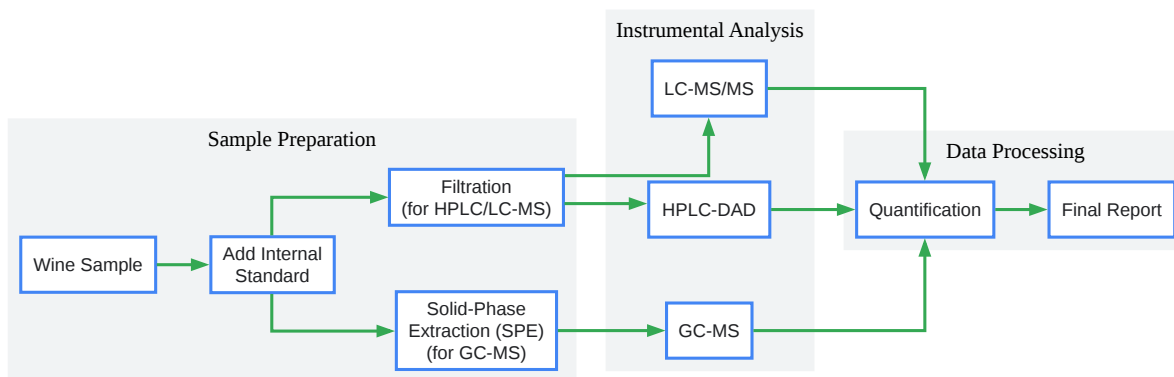 Instrumental Analysis
LC-MS/MS
Sample Preparation
Data Processing
Filtration
(for HPLC/LC-MS)
HPLC-DAD
Quantification
Final Report
Wine Sample
Add Internal
Standard
Solid-Phase
Extraction (SPE)
(for GC-MS)
GC-MS